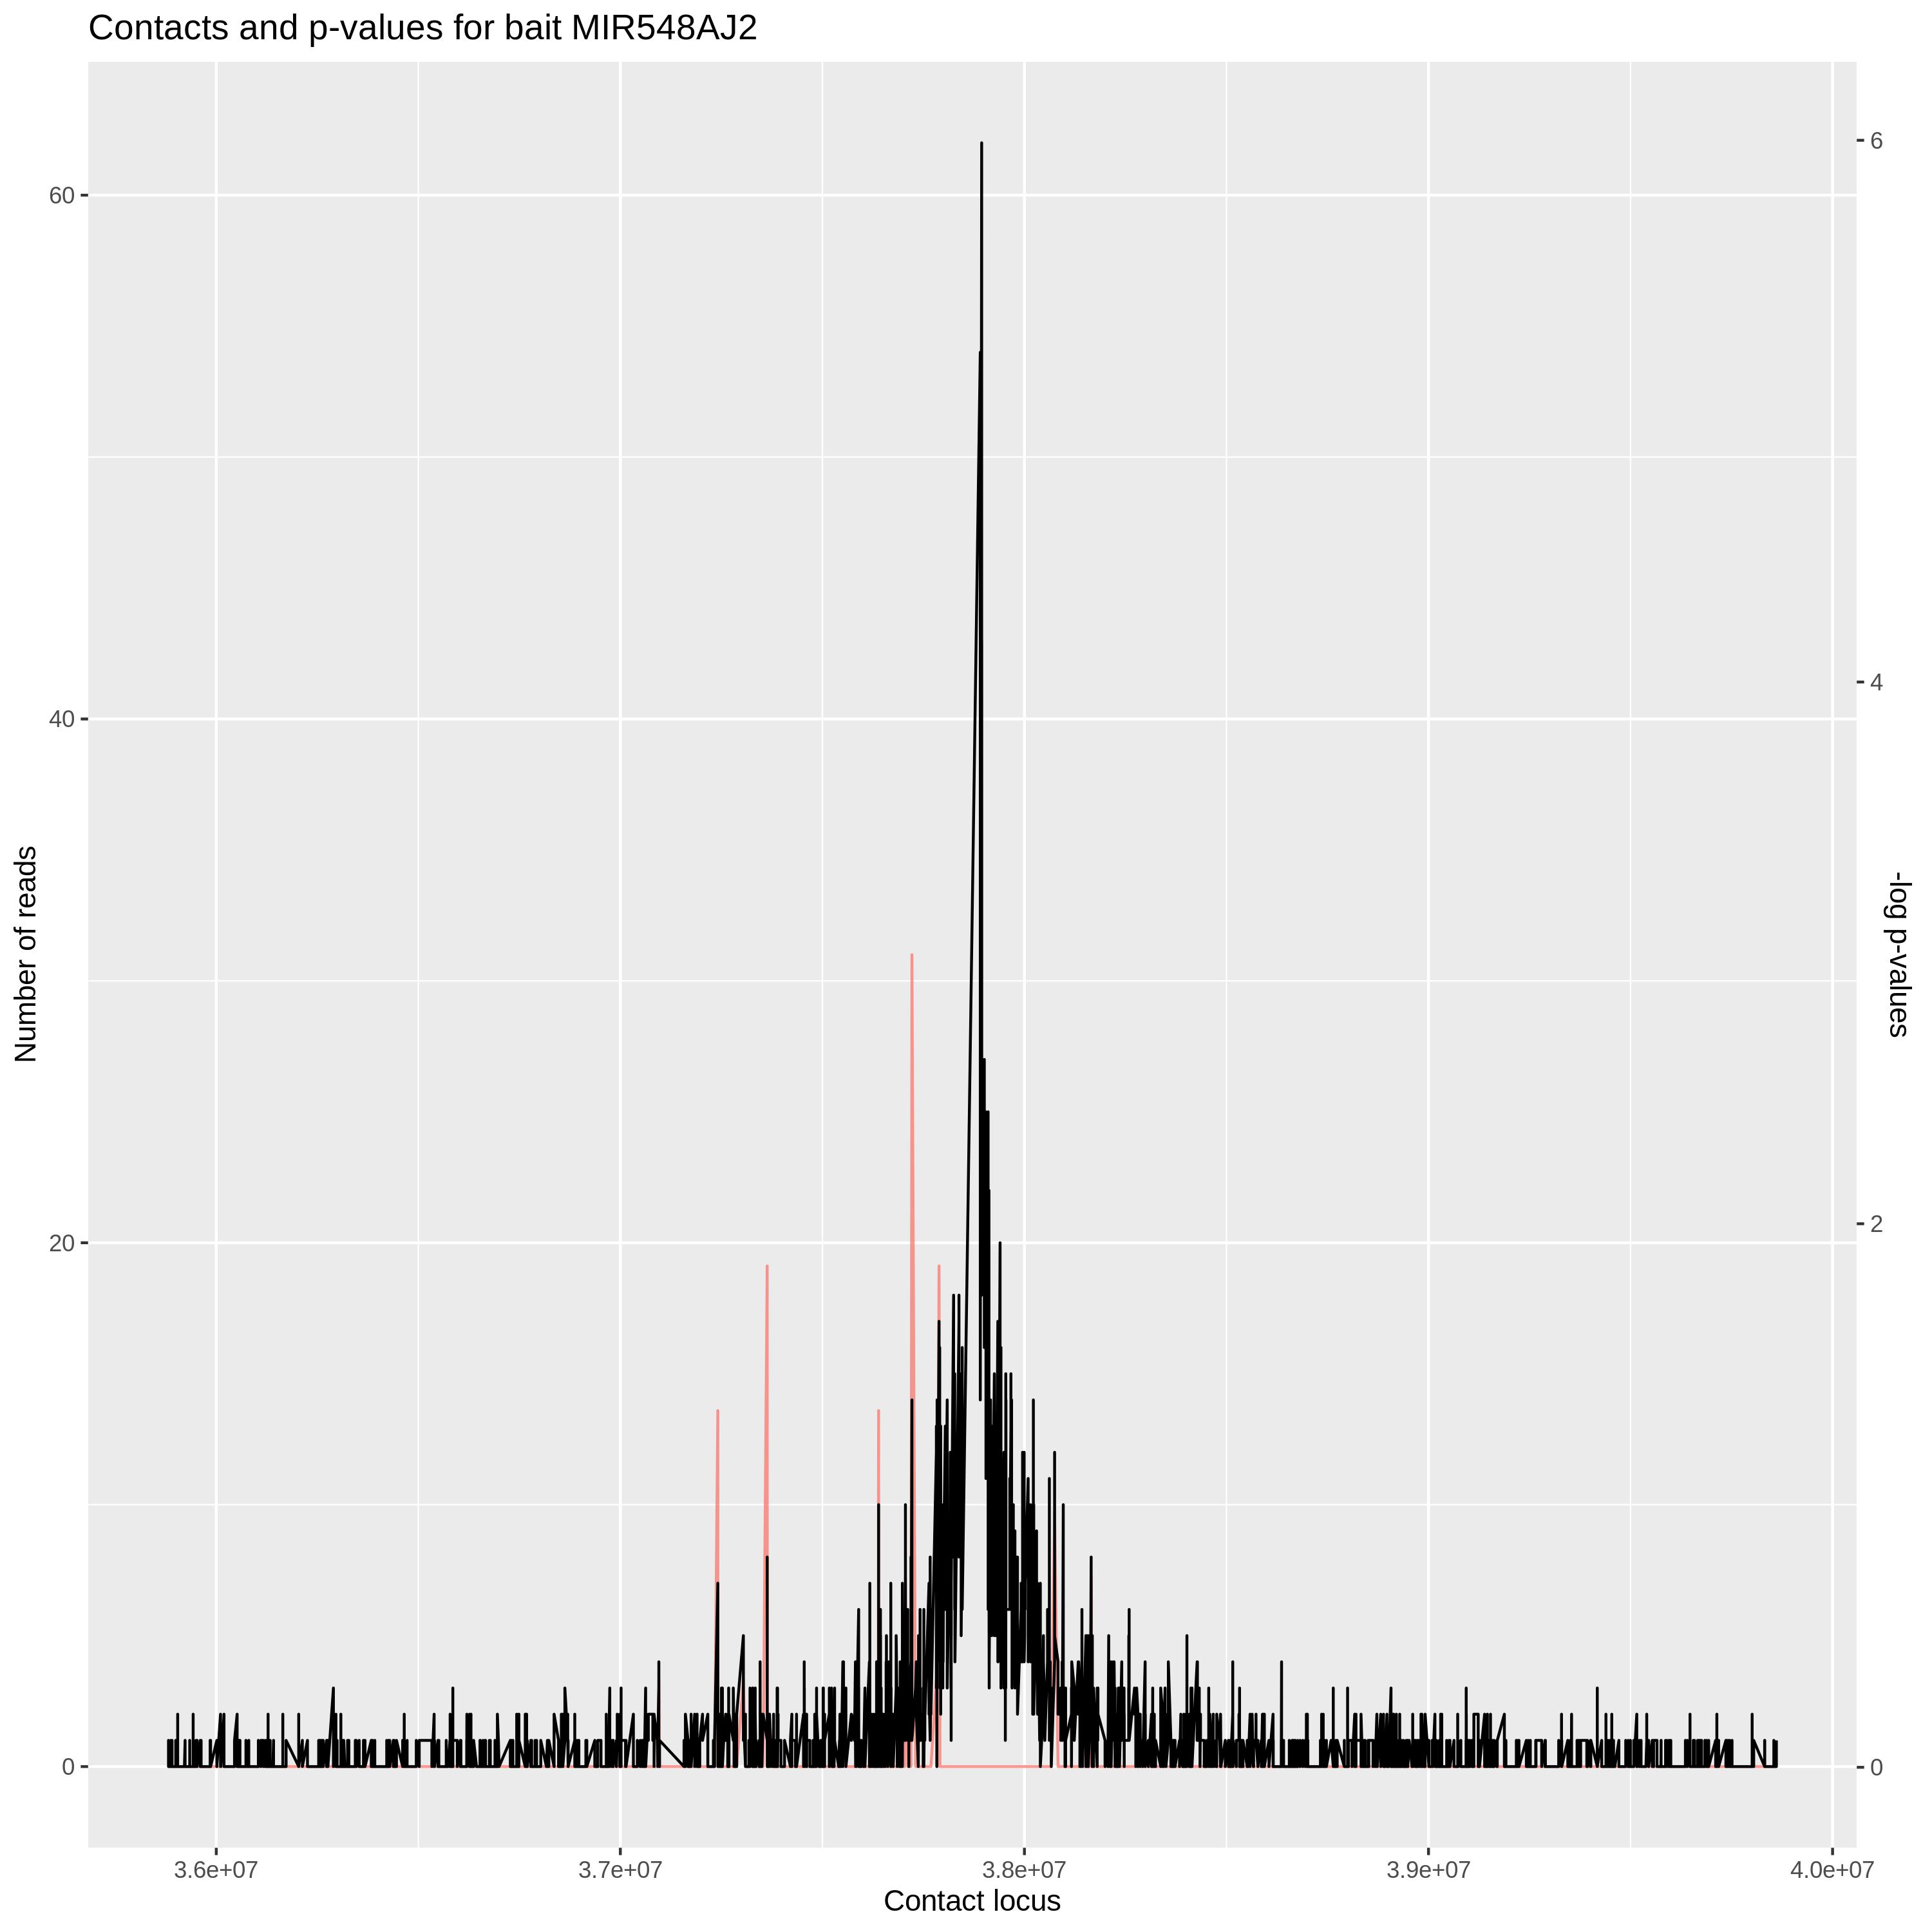 Contacts and p-values for bait MIR548AJ2
6
60
4
40
Number of reads
-log p-values
2
20
0
0
3.6e+07
3.7e+07
3.8e+07
3.9e+07
4.0e+07
Contact locus